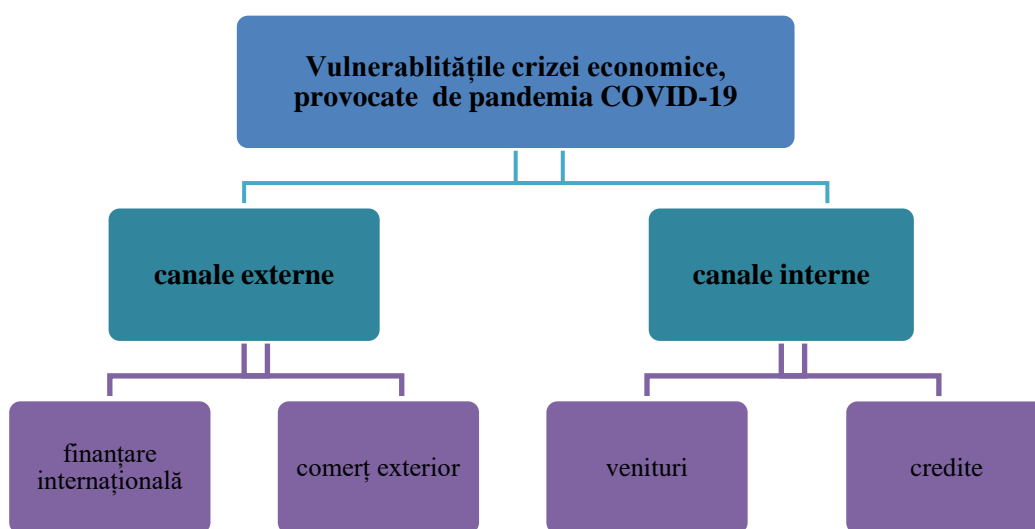 Vulnerablitățile crizei economice,
provocate de pandemia COVID-19
canale externe
canale interne
finanțare
internațională
comerț exterior
venituri
credite